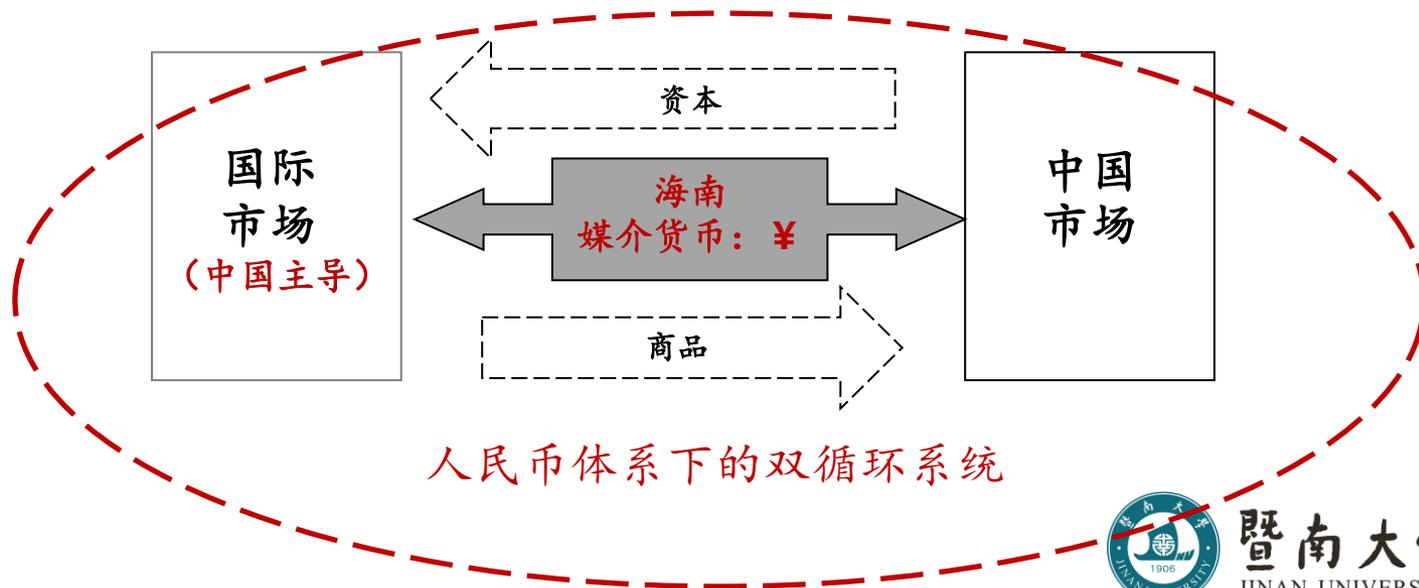 资本
国际
市场
（中国主导）
海南
媒介货币：¥
中国
市场
商品
人民币体系下的双循环系统
暨南大
1906